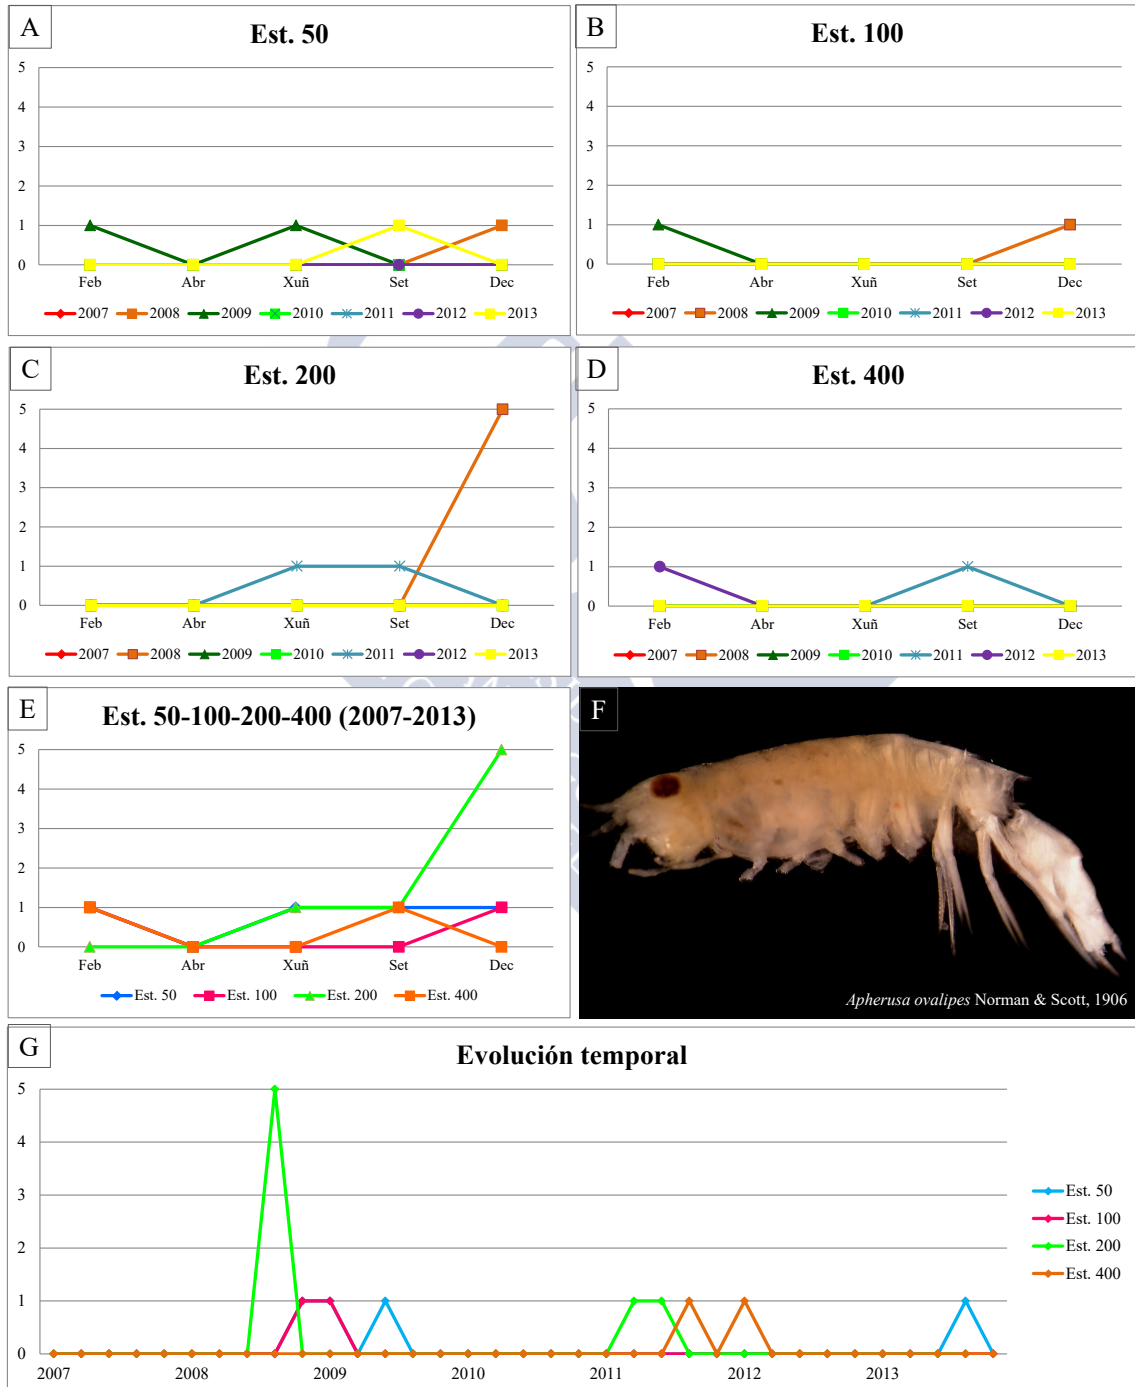 A
Est. 50
5
4
3
2
1
0
Feb Abr Xuñ Set Dec
2007 2008 2009 2010 2011 2012 2013
B
Est. 100
5
4
3
2
1
0
Feb Abr Xuñ Set Dec
2007 2008 2009 2010 2011 2012 2013
C
Est. 200
5
4
3
2
1
0
Feb Abr Xuñ Set Dec
2007 2008 2009 2010 2011 2012 2013
D
Est. 400
5
4
3
2
1
0
Feb Abr Xuñ Set Dec
2007 2008 2009 2010 2011 2012 2013
E
Est. 50-100-200-400 (2007-2013)
5
4
3
2
1
0
Feb Abr Xuñ Set Dec
Est. 50 Est. 100 Est. 200 Est. 400
F
Apherusa ovalipes Norman & Scott, 1906
G
Evolución temporal
5
4
3
2
1
0
2007 2008 2009 2010 2011 2012 2013
Est. 50
Est. 100
Est. 200
Est. 400